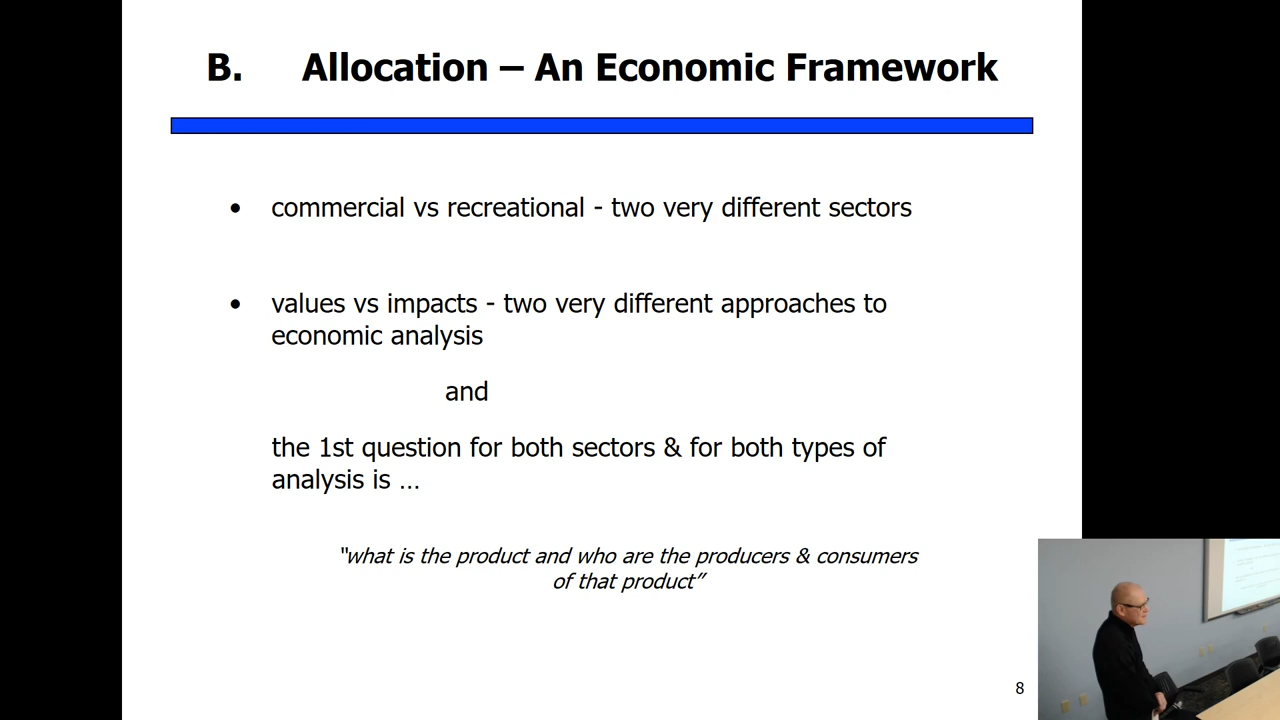 B. Allocation – An Economic Framework
• commercial vs recreational - two very different sectors
• values vs impacts - two very different approaches to
economic analysis
and
the 1st question for both sectors & for both types of
analysis is ...
“what is the product and who are the producers & consumers
of that product”
8